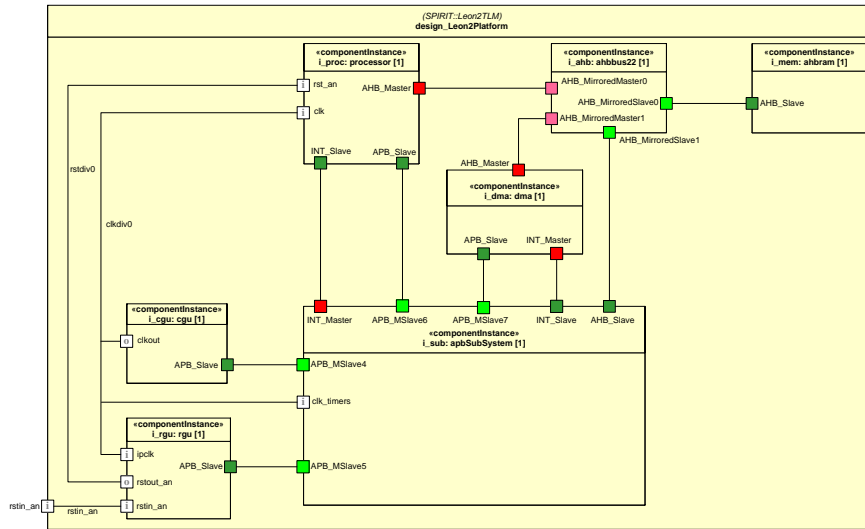 (SPIRIT::Leon2TLM)
design_Leon2Platform
«componentInstance»
i_proc: processor [1]
rst_an
clk
AHB_Master
INT_Slave
APB_Slave
«componentInstance»
i_ahb: ahbbus22 [1]
AHB_MirroredMaster0
AHB_MirroredSlave0
AHB_MirroredMaster1
AHB_MirroredSlave1
«componentInstance»
i_mem: ahbram [1]
AHB_Slave
AHB_Master
«componentInstance»
i_dma: dma [1]
APB_Slave
INT_Master
rstdiv0
clkdiv0
INT_Master
APB_MSlave6
APB_MSlave7
INT_Slave
AHB_Slave
«componentInstance»
i_sub: apbSubSystem [1]
APB_MSlave4
clk_timers
APB_MSlave5
«componentInstance»
i_cgu: cgu [1]
clkout
APB_Slave
«componentInstance»
i_rgu: rgu [1]
ipclk
APB_Slave
rstout_an
rstin_an
rstin_an
rstin_an
i
i
o
i
i
o
i
i